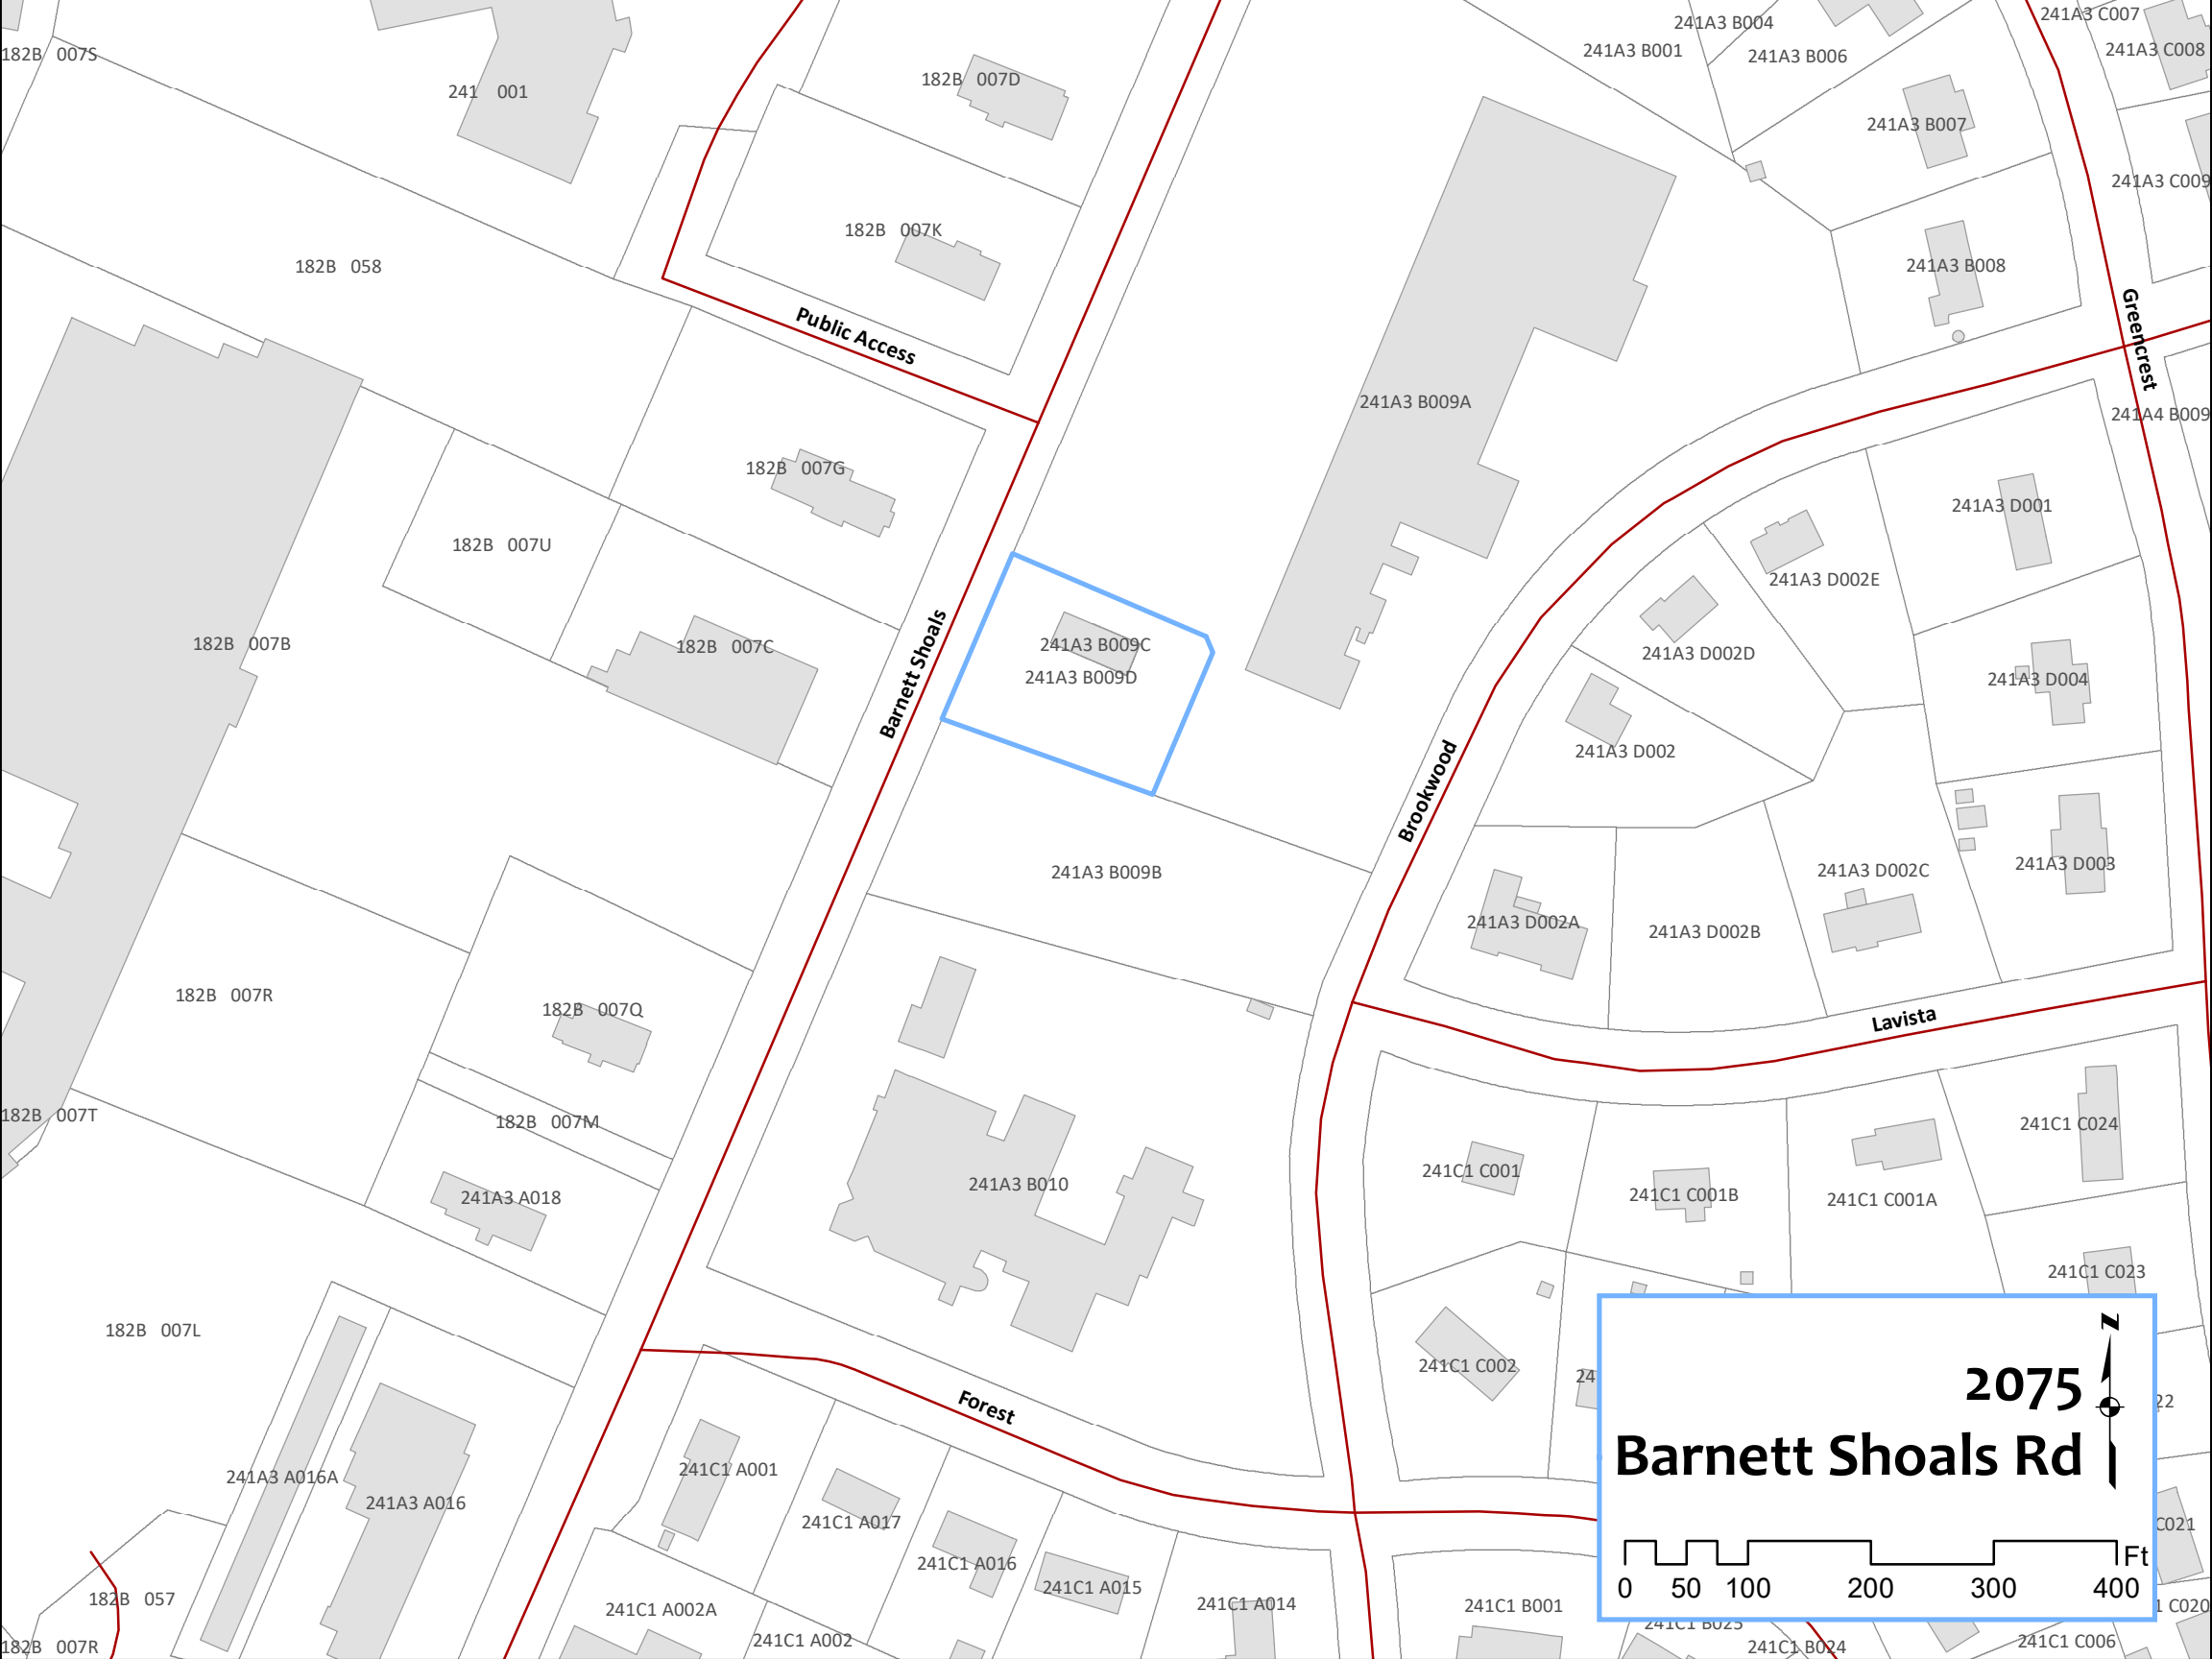 241A3 C007
241A3 B004
241A3 B001
241A3 B006
241A3 C008
182B 007S
241 001
182B 007D
241A3 B007
241A3 C009
182B 007K
182B 058
241A3 B008
Public Access
Greencrest
241A3 B009A
241A4 B009
182B 007G
241A3 D001
182B 007U
241A3 D002E
182B 007B
182B 007C
Barnett Shoals
241A3 B009C
241A3 B009D
241A3 D002D
241A3 D004
241A3 D002
Brookwood
241A3 B009B
241A3 D002C
241A3 D003
241A3 D002A
241A3 D002B
182B 007R
182B 007Q
Lavista
182B 007T
182B 007M
241C1 C024
241A3 A018
241A3 B010
241C1 C001
241C1 C001B
241C1 C001A
241C1 C023
182B 007L
241C1 C002
24
22
Forest
241A3 A016A
241A3 A016
241C1 A001
241C1 A017
C021
241C1 A016
241C1 A015
182B 057
241C1 A002A
241C1 A014
241C1 B001
1 C020
182B 007R
241C1 A002
241C1 B025
241C1 B024
241C1 C006
z
2075
Barnett Shoals Rd
Ft
0 50 100 200 300 400